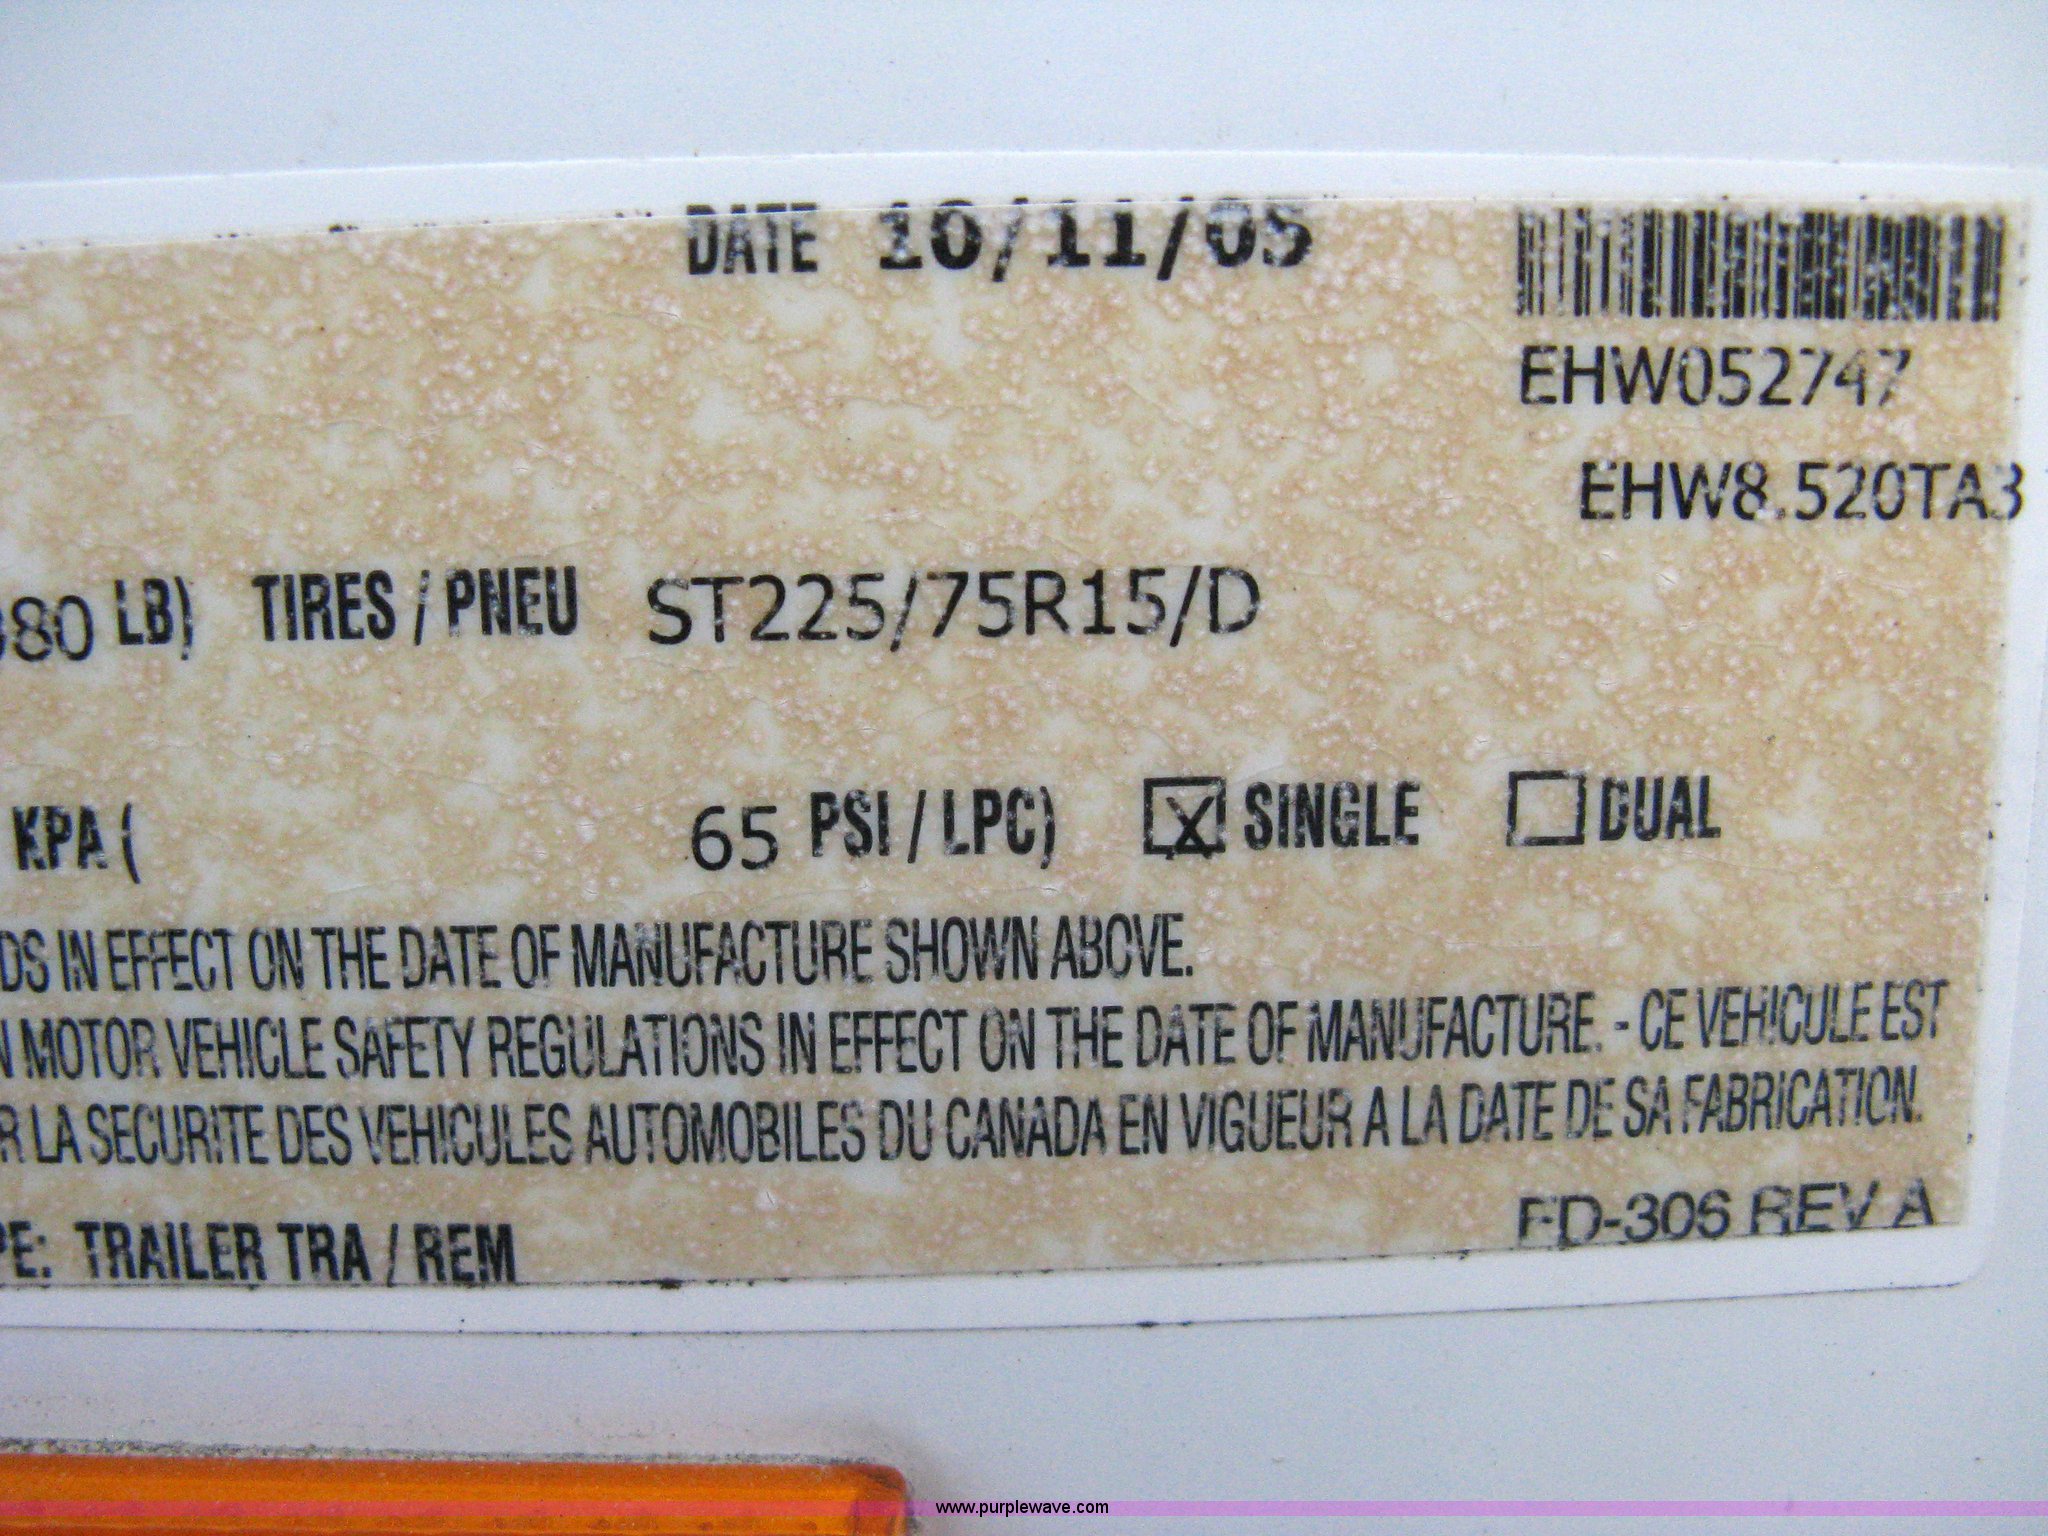 DATE 10/11/05
EHW052747
EHW8.520TA3
80 LB) TIRES / PNEU ST225/75R15/D
KPA ( 65 PSI / LPC) X SINGLE DUAL
DS IN EFFECT ON THE DATE OF MANUFACTURE SHOWN ABOVE.
N MOTOR VEHICLE SAFETY REGULATIONS IN EFFECT ON THE DATE OF MANUFACTURE. - CE VEHICULE EST
R LA SECURITE DES VEHICULES AUTOMOBILES DU CANADA EN VIGUEUR A LA DATE DE SA FABRICATION.
PE: TRAILER TRA / REM
FD-306 REV A
www.purplewave.com